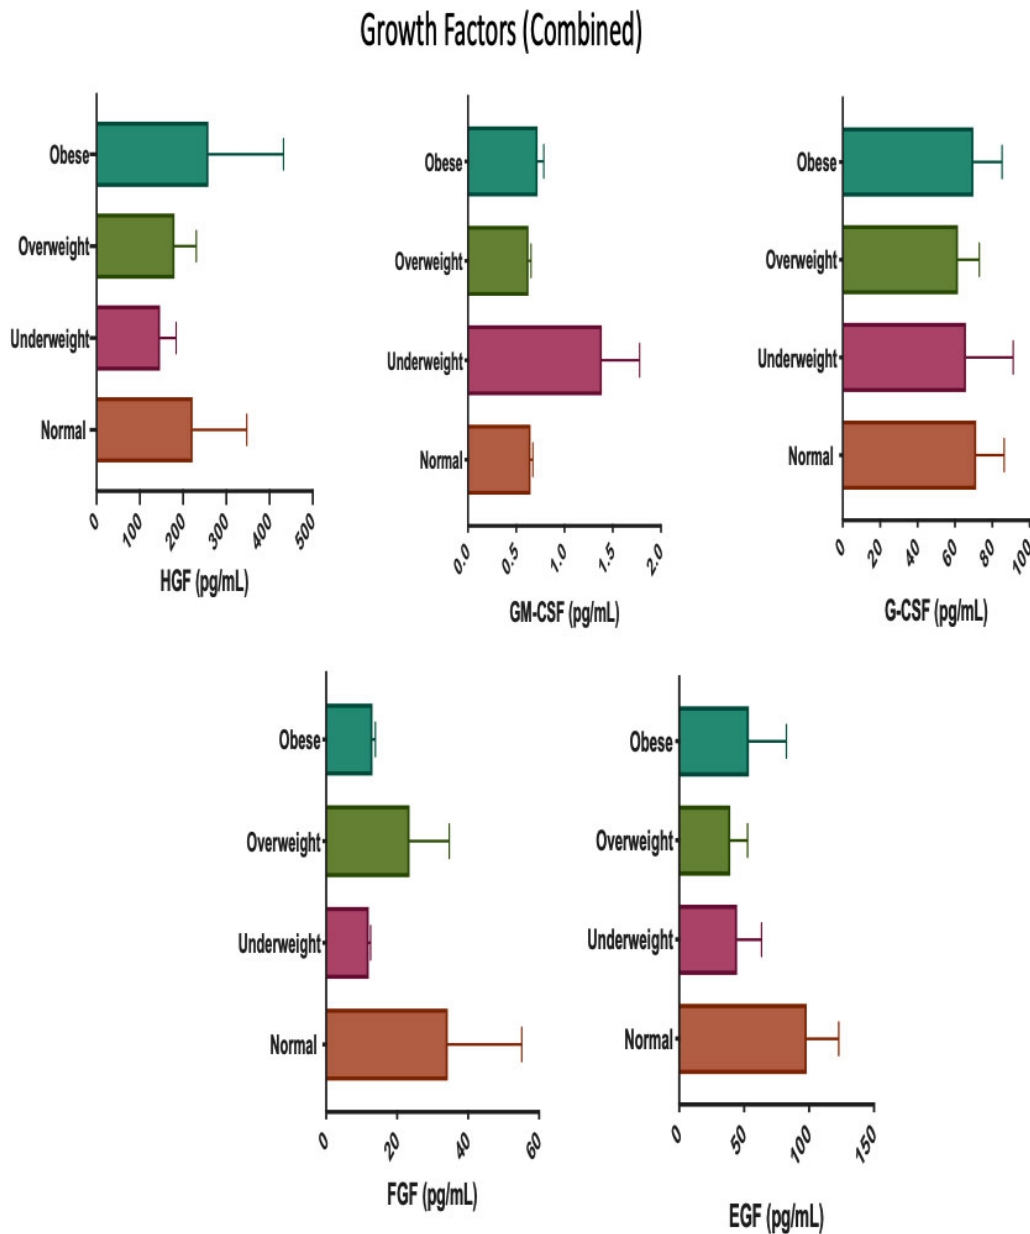 Growth Factors (Combined)
Obese
Overweight
Underweight
Normal
0 100 200 300 400 500
HGF (pg/mL)
Obese
Overweight
Underweight
Normal
0.0 0.5 1.0 1.5 2.0
GM-CSF (pg/mL)
Obese
Overweight
Underweight
Normal
0 20 40 60 80 100
G-CSF (pg/mL)
Obese
Overweight
Underweight
Normal
0 20 40 60
FGF (pg/mL)
Obese
Overweight
Underweight
Normal
0 50 100 150
EGF (pg/mL)